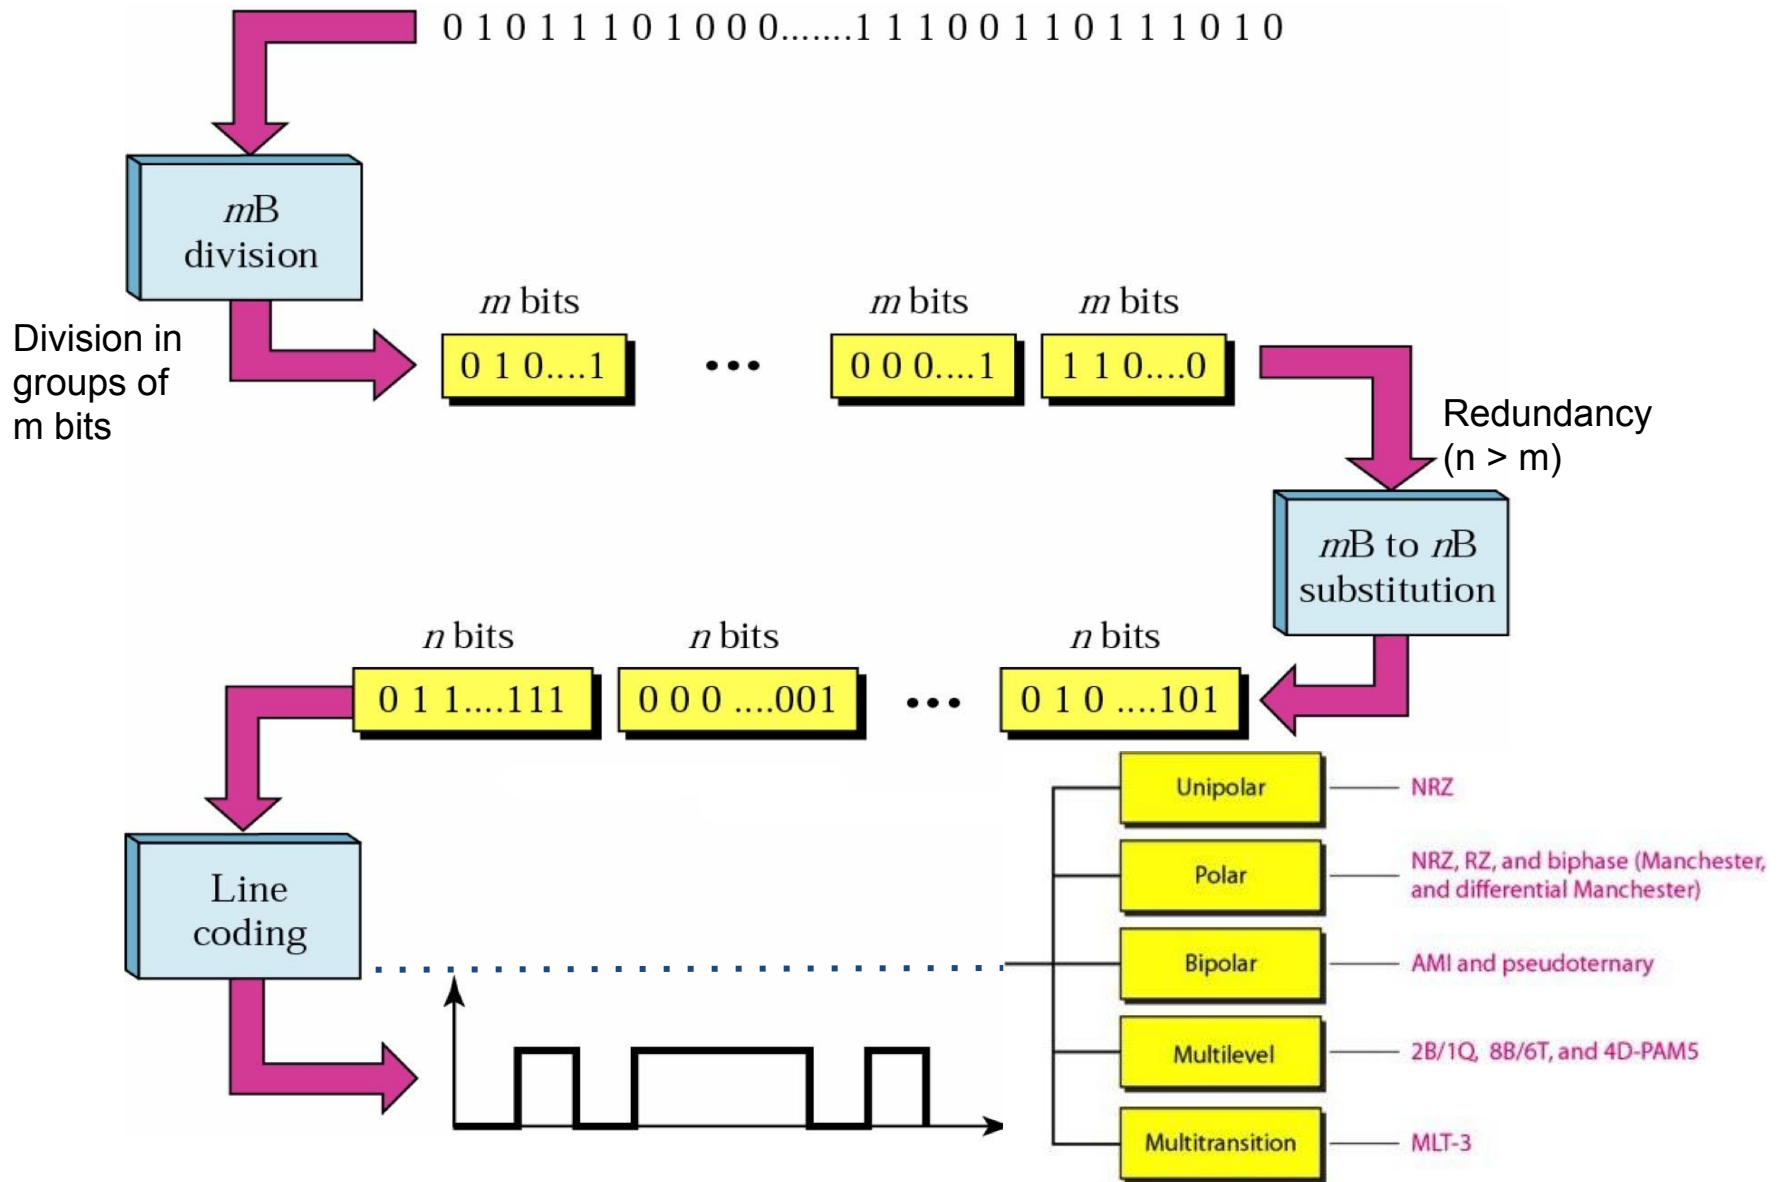 0 1 0 1 1 1 0 1 0 0 0.......1 1 1 0 0 1 1 0 1 1 1 0 1 0
mB
division
Division in
groups of
m bits
m bits
m bits
m bits
0 1 0....1
...
0 0 0....1
1 1 0....0
Redundancy
(n > m)
mB to nB
substitution
n bits
n bits
n bits
0 1 1....111
0 0 0 ....001
...
0 1 0 ....101
Line
coding
Unipolar
NRZ
Polar
NRZ, RZ, and biphase (Manchester,
and differential Manchester)
Bipolar
AMI and pseudoternary
Multilevel
2B/1Q, 8B/6T, and 4D-PAM5
Multitransition
MLT-3